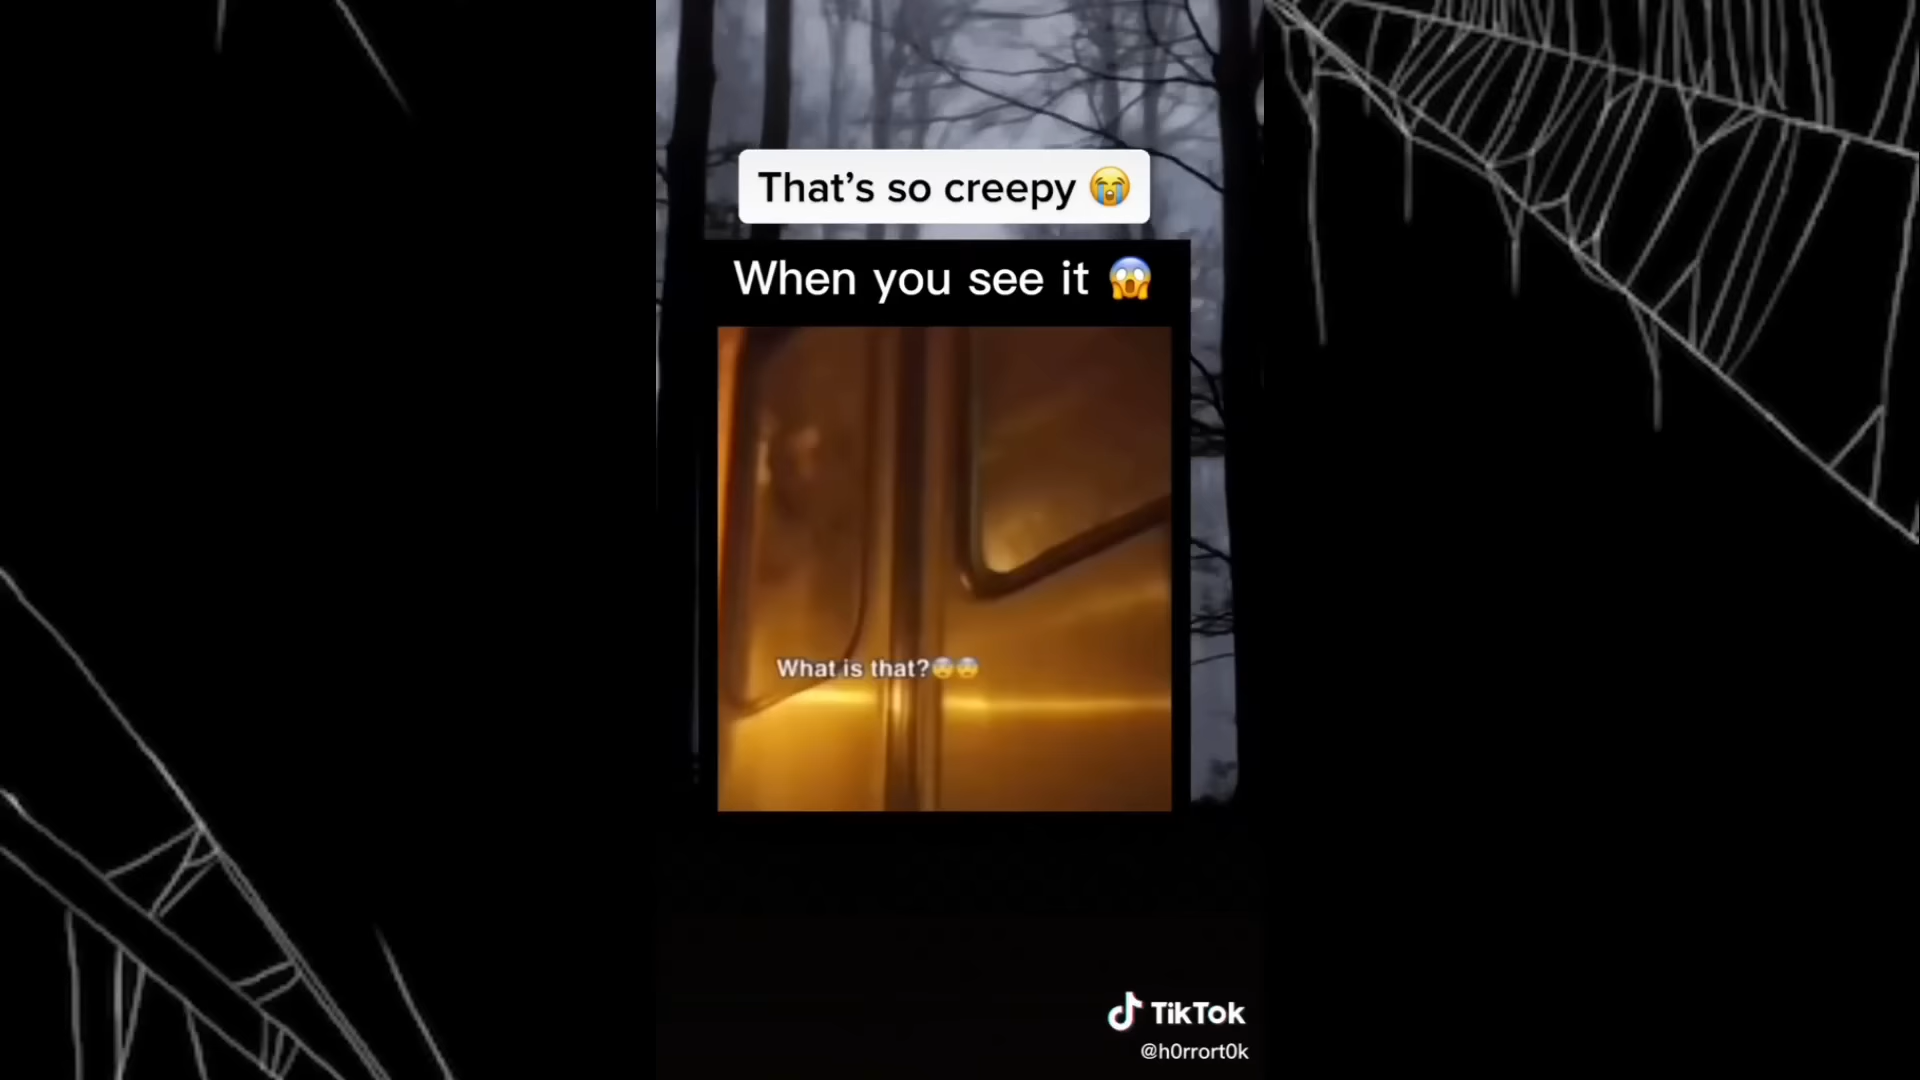 That's so creepy 😭
When you see it 😱
What is that?😨😨
TikTok
@h0rrort0k